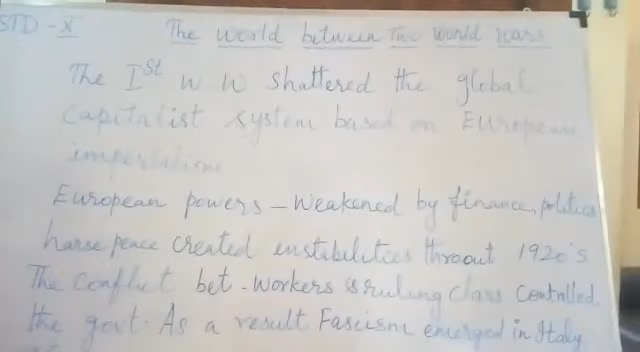 STD - X
The world between Two world wars
The Ist W W shattered the global
Capitalist system based on European
imperialism
European powers - Weakened by finance, politics
harse peace created instabilities throout 1920's
The Conflict bet - workers & ruling class Controlled
the govt. As a result Fascism emerged in Italy